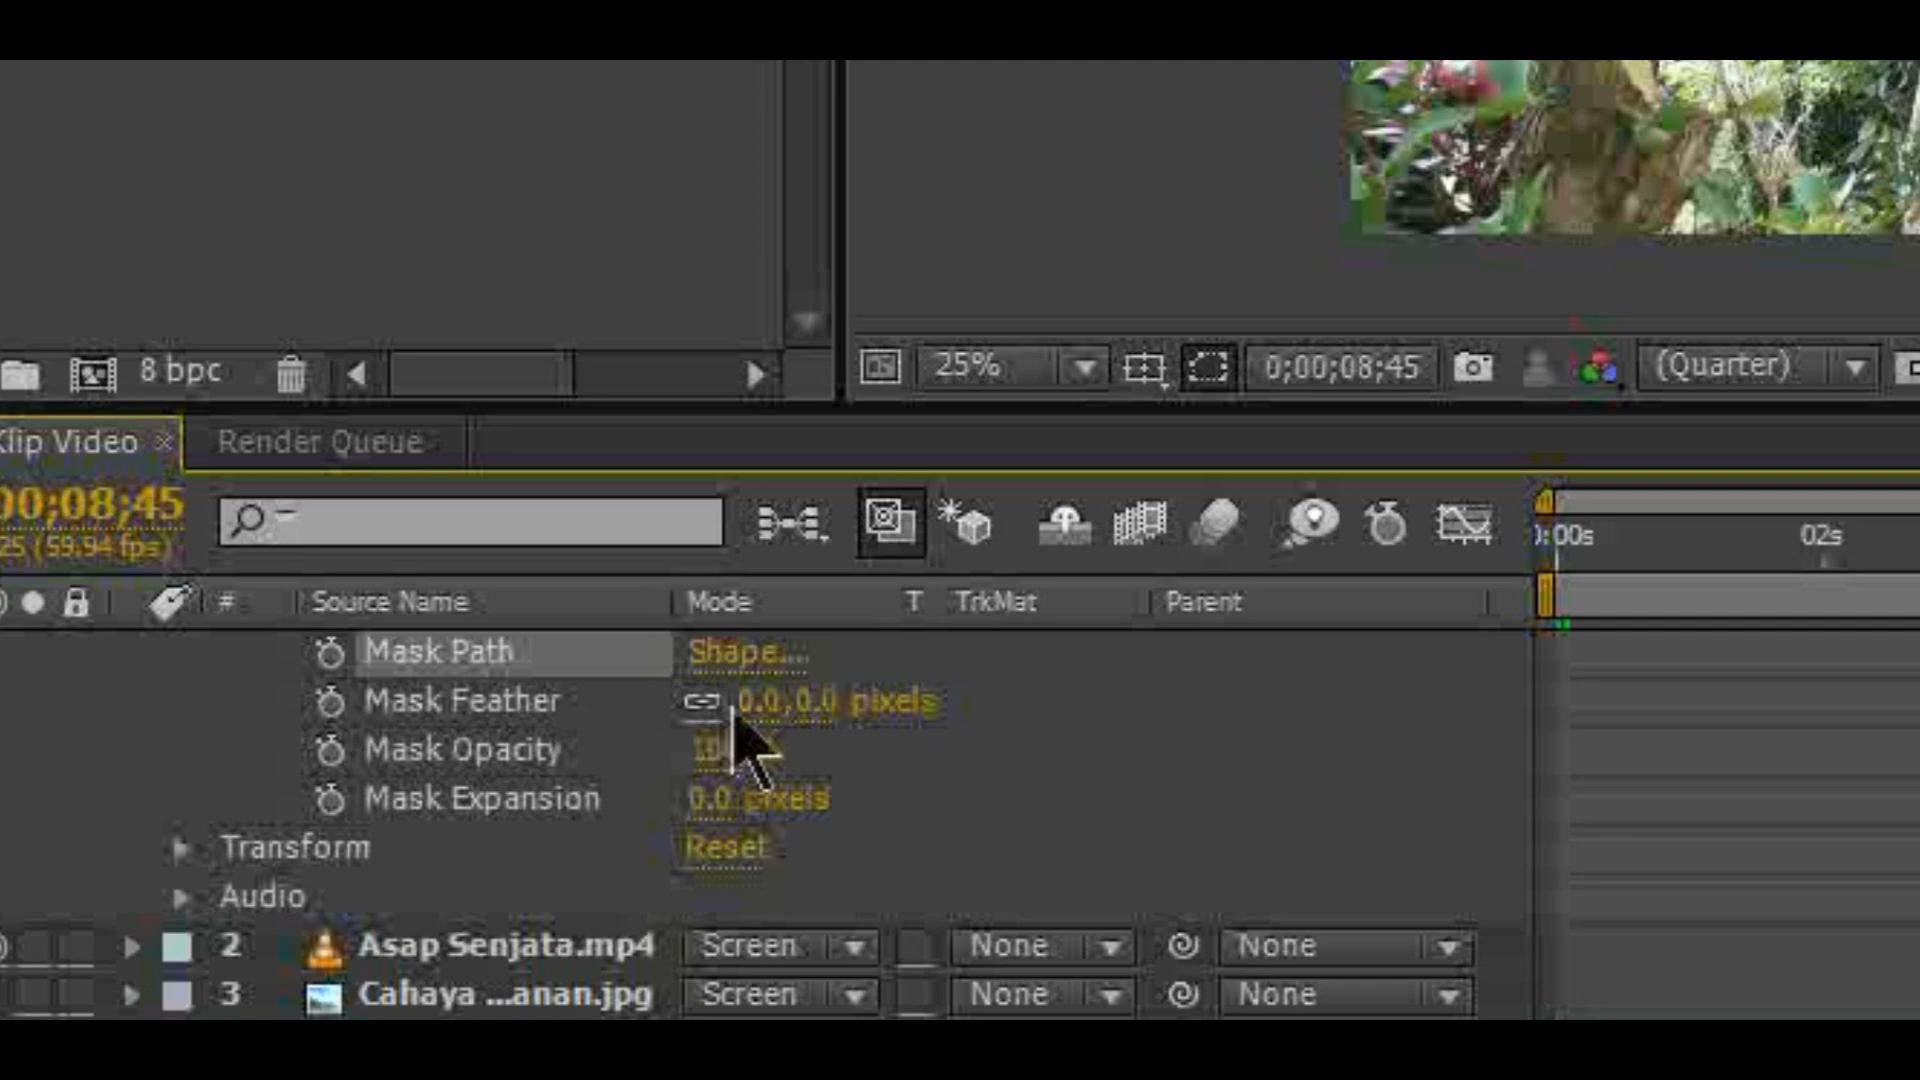 8 bpc
25%
0;00;08;45
(Quarter)
Klip Video ×
Render Queue
00;08;45
25 (59.94 fps)
0:00s
02s
#
Source Name
Mode
T
TrkMat
Parent
Mask Path
Shape...
Mask Feather
0.0, 0.0 pixels
Mask Opacity
Mask Expansion
0.0 pixels
Transform
Reset
Audio
2
Asap Senjata.mp4
Screen
None
None
3
Cahaya ...anan.jpg
Screen
None
None